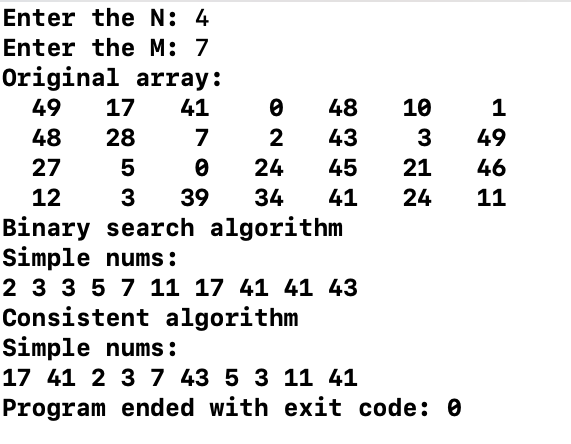 Enter the N: 4
Enter the M: 7
Original array:
49 17 41 0 48 10 1
48 28 7 2 43 3 49
27 5 0 24 45 21 46
12 3 39 34 41 24 11
Binary search algorithm
Simple nums:
2 3 3 5 7 11 17 41 41 43
Consistent algorithm
Simple nums:
17 41 2 3 7 43 5 3 11 41
Program ended with exit code: 0